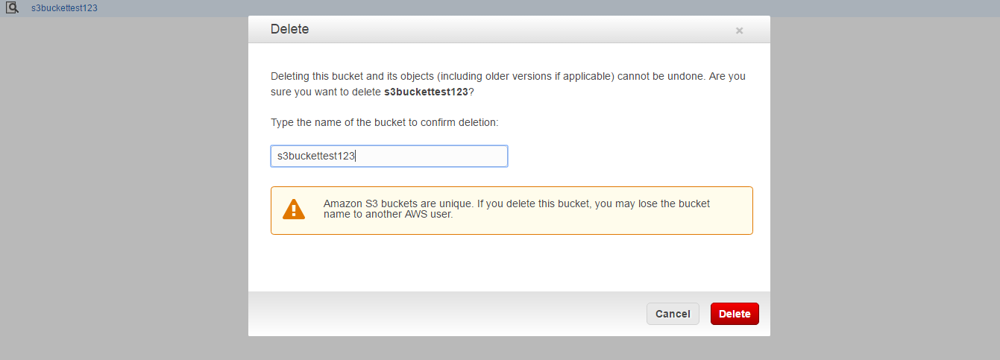 s3buckettest123
Delete
×
Deleting this bucket and its objects (including older versions if applicable) cannot be undone. Are you
sure you want to delete s3buckettest123?
Type the name of the bucket to confirm deletion:
s3buckettest123
Amazon S3 buckets are unique. If you delete this bucket, you may lose the bucket
name to another AWS user.
Cancel Delete